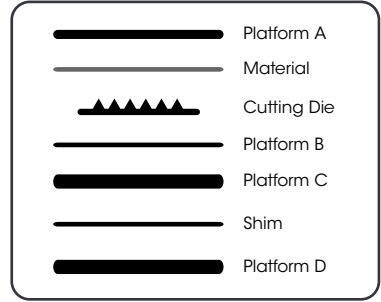 Platform A
Material
Cutting Die
Platform B
Platform C
Shim
Platform D